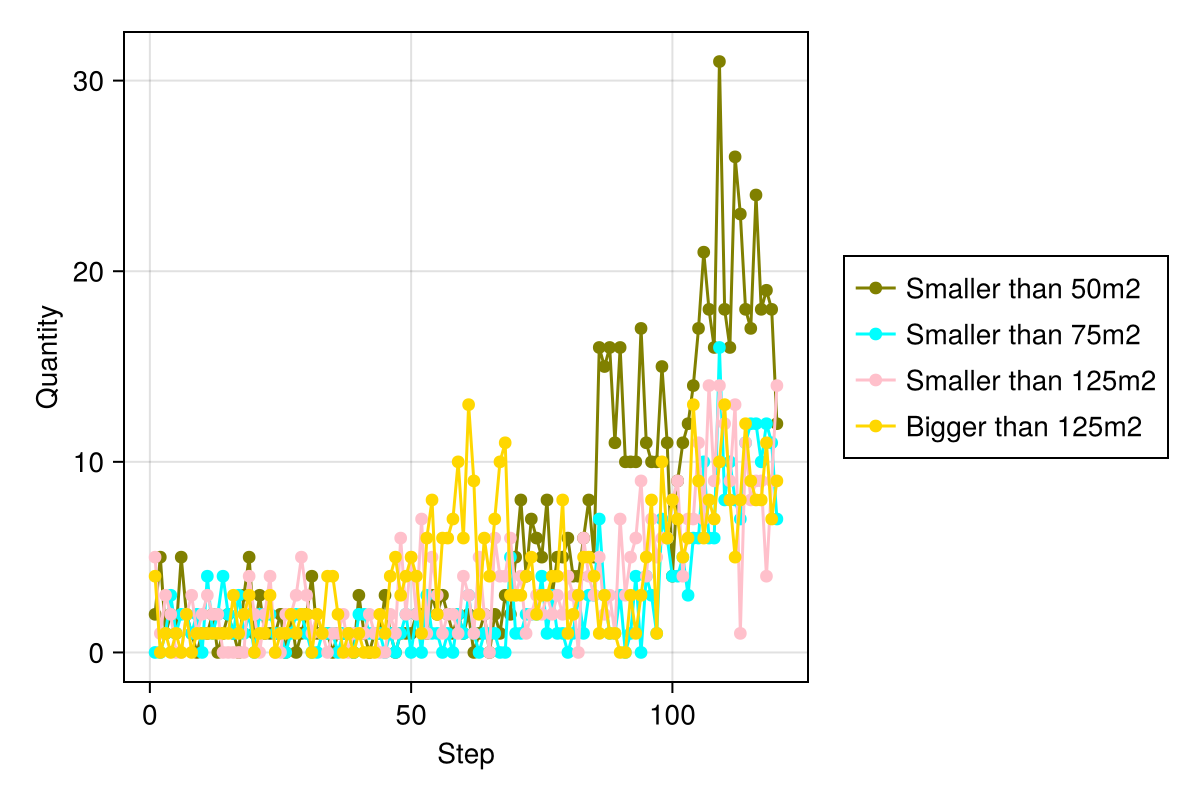 30
20
10
0
Quantity
0
50
100
Step
Smaller than 50m2
Smaller than 75m2
Smaller than 125m2
Bigger than 125m2